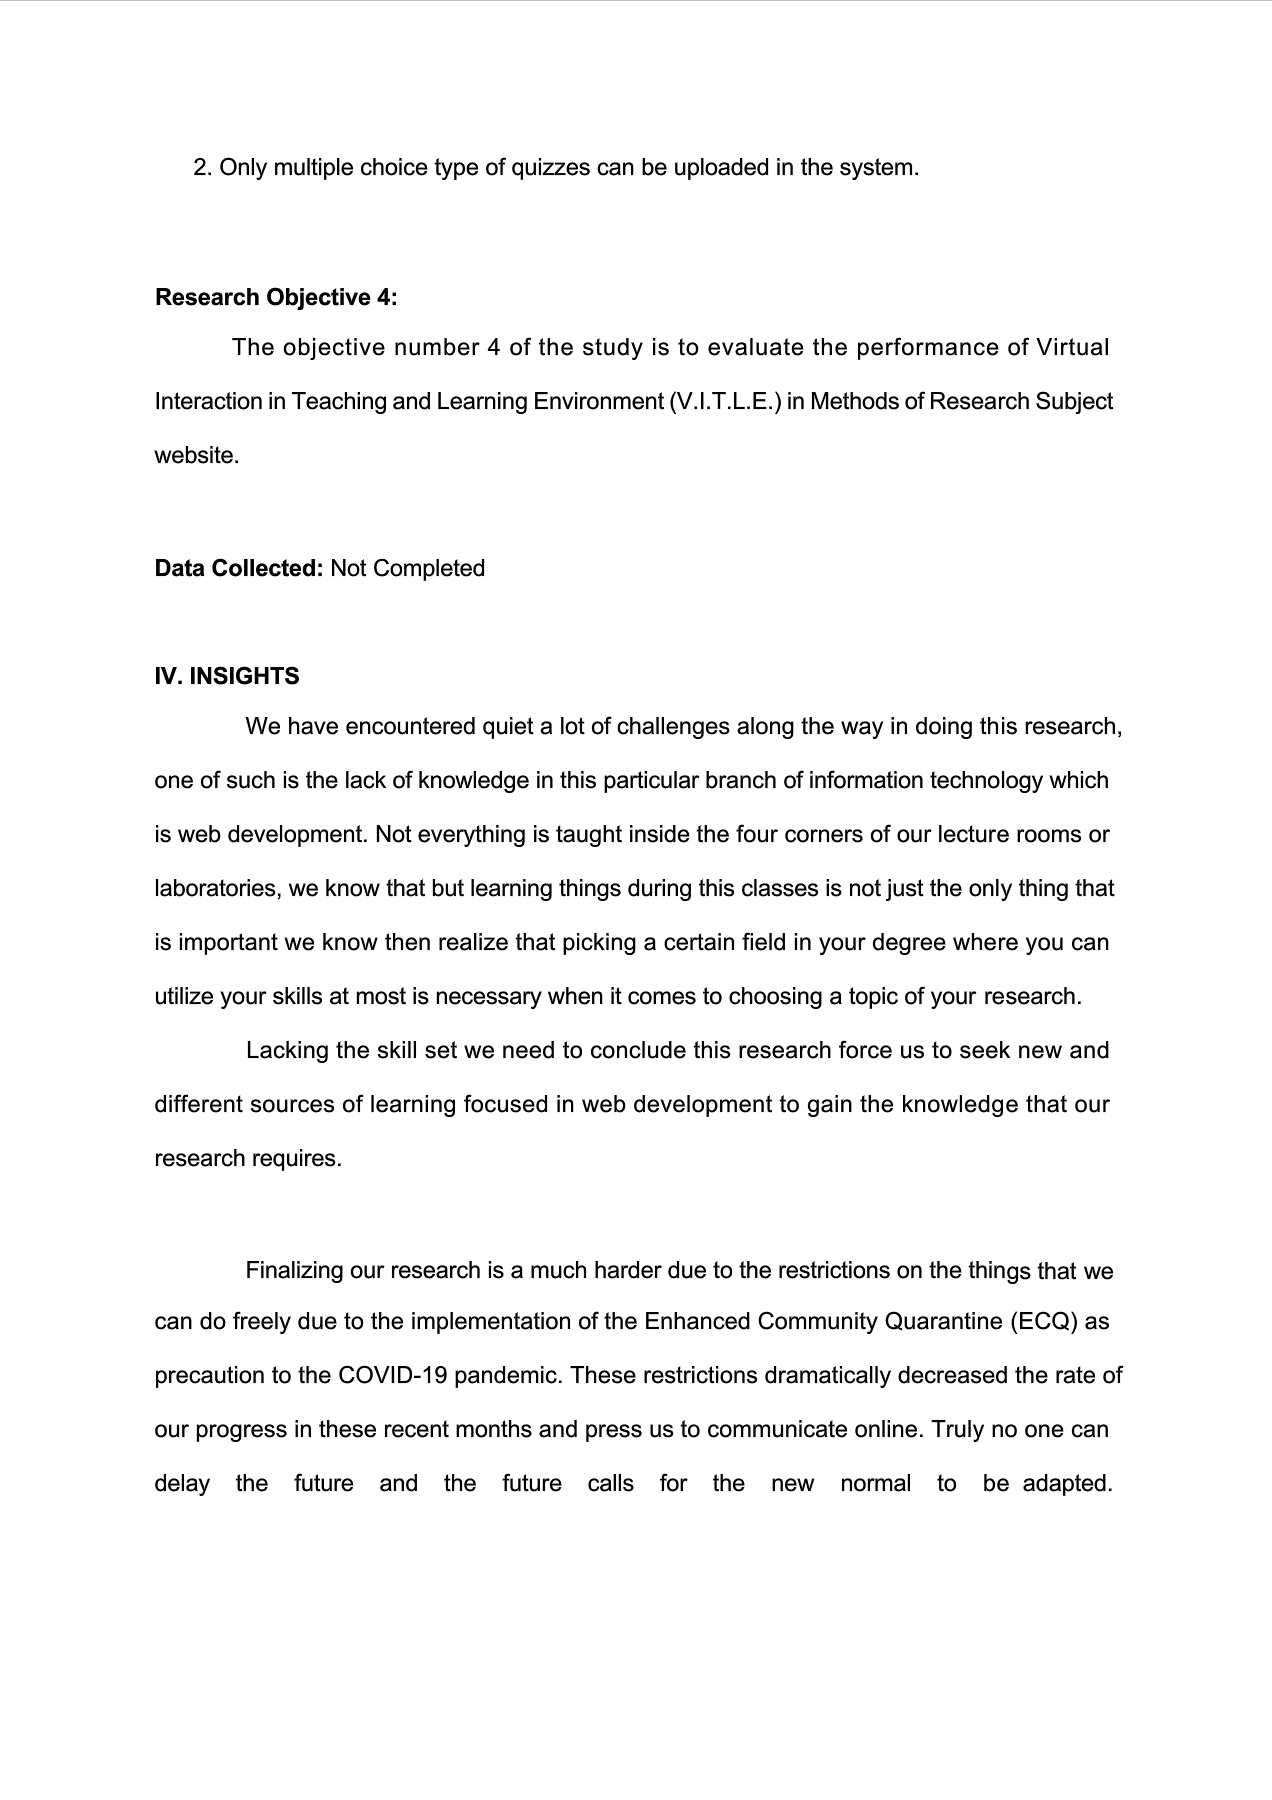 2. Only multiple choice type of quizzes can be uploaded in the system.
Research Objective 4:
The objective number 4 of the study is to evaluate the performance of Virtual
Interaction in Teaching and Learning Environment (V.I.T.L.E.) in Methods of Research Subject
website.
Data Collected: Not Completed
IV. INSIGHTS
We have encountered quiet a lot of challenges along the way in doing this research,
one of such is the lack of knowledge in this particular branch of information technology which
is web development. Not everything is taught inside the four corners of our lecture rooms or
laboratories, we know that but learning things during this classes is not just the only thing that
is important we know then realize that picking a certain field in your degree where you can
utilize your skills at most is necessary when it comes to choosing a topic of your research.
Lacking the skill set we need to conclude this research force us to seek new and
different sources of learning focused in web development to gain the knowledge that our
research requires.
Finalizing our research is a much harder due to the restrictions on the things that we
can do freely due to the implementation of the Enhanced Community Quarantine (ECQ) as
precaution to the COVID-19 pandemic. These restrictions dramatically decreased the rate of
our progress in these recent months and press us to communicate online. Truly no one can
delay the future and the future calls for the new normal to be adapted.